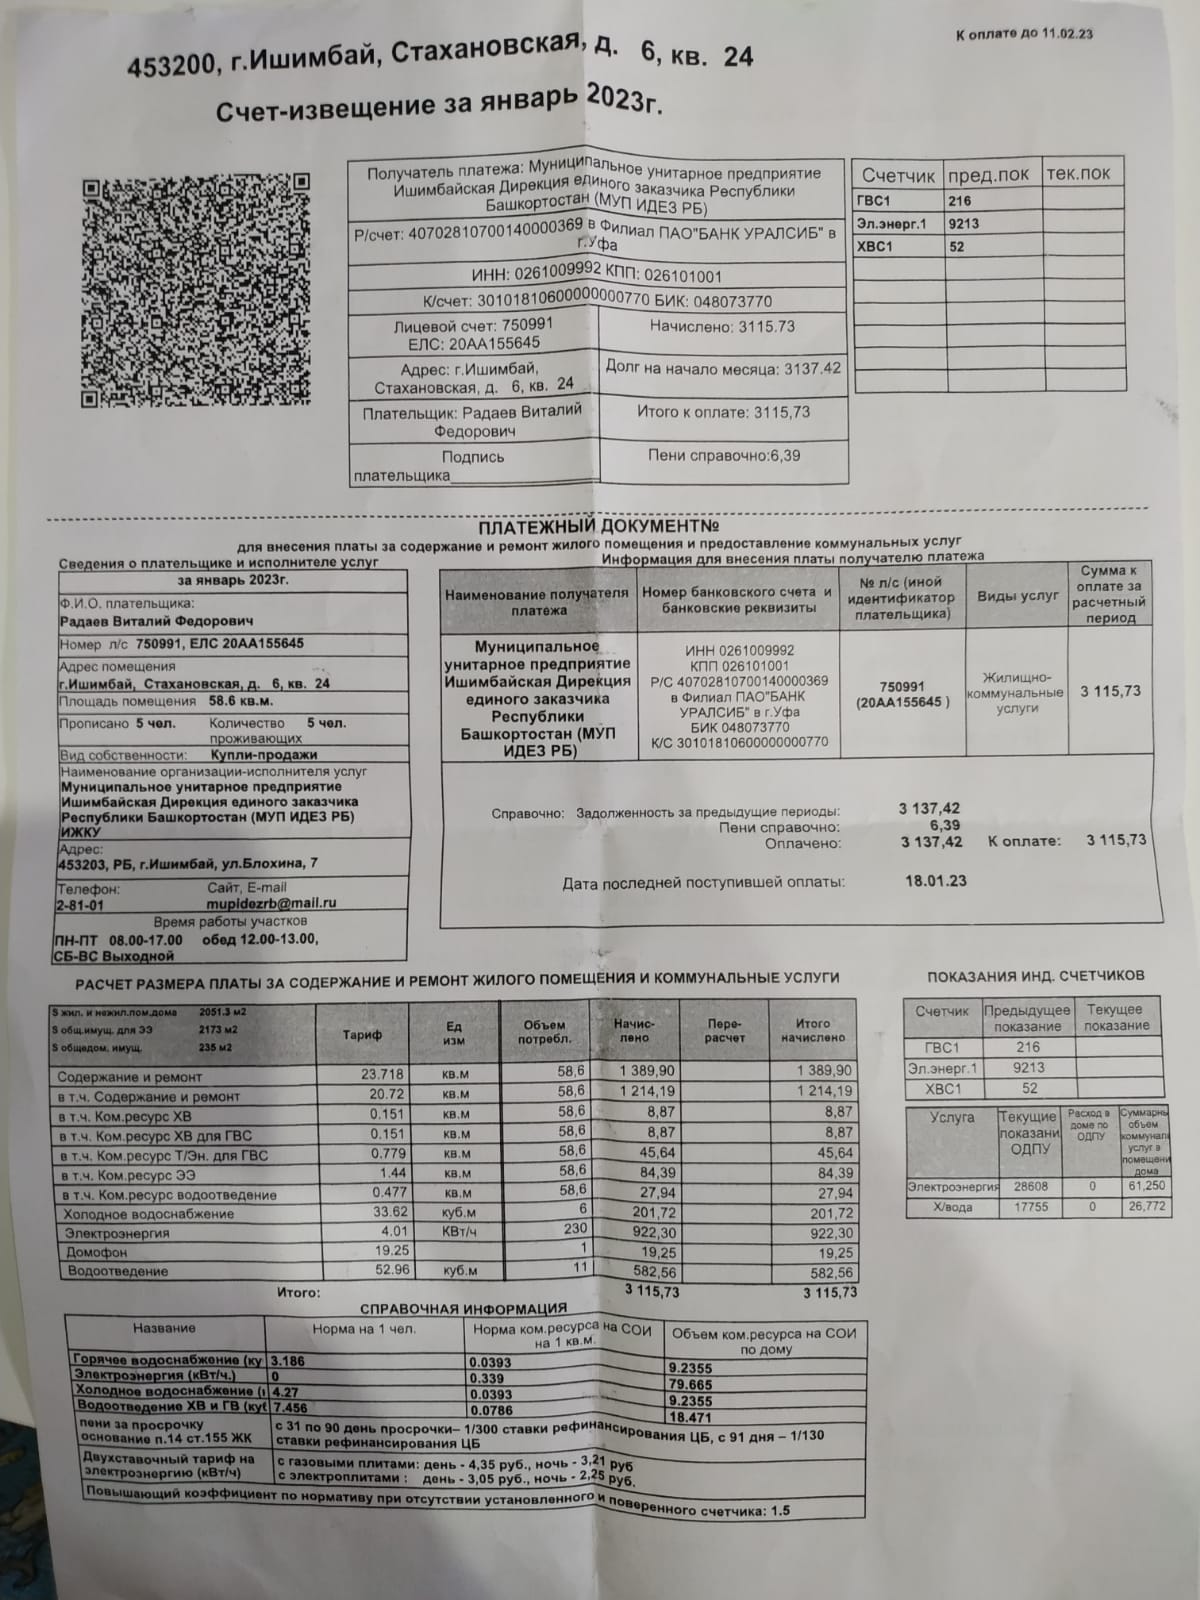 К оплате до 11.02.23
453200, г.Ишимбай, Стахановская, д. 6, кв. 24
Счет-извещение за январь 2023г.
Получатель платежа: Муниципальное унитарное предприятие
Ишимбайская Дирекция единого заказчика Республики
Башкортостан (МУП ИДЕЗ РБ)
Р/счет: 40702810700140000369 в Филиал ПАО"БАНК УРАЛСИБ" в
г.Уфа
ИНН: 0261009992 КПП: 026101001
К/счет: 30101810600000000770 БИК: 048073770
Лицевой счет: 750991
ЕЛС: 20АА155645
Начислено: 3115.73
Адрес: г.Ишимбай,
Стахановская, д. 6, кв. 24
Долг на начало месяца: 3137.42
Плательщик: Радаев Виталий
Федорович
Итого к оплате: 3115,73
Подпись
плательщика
Пени справочно:6,39
Счетчик пред.пок тек.пок
ГВС1 216
Эл.энерг.1 9213
ХВС1 52
ПЛАТЕЖНЫЙ ДОКУМЕНТ№
для внесения платы за содержание и ремонт жилого помещения и предоставление коммунальных услуг
Сведения о плательщике и исполнителе услуг
за январь 2023г.
Ф.И.О. плательщика:
Радаев Виталий Федорович
Номер л/с 750991, ЕЛС 20АА155645
Адрес помещения
г.Ишимбай, Стахановская, д. 6, кв. 24
Площадь помещения 58.6 кв.м.
Прописано 5 чел. Количество 5 чел.
проживающих
Вид собственности: Купли-продажи
Наименование организации-исполнителя услуг
Муниципальное унитарное предприятие
Ишимбайская Дирекция единого заказчика
Республики Башкортостан (МУП ИДЕЗ РБ)
ИЖКУ
Адрес:
453203, РБ, г.Ишимбай, ул.Блохина, 7
Телефон: Сайт, E-mail
2-81-01 mupidezrb@mail.ru
Время работы участков
ПН-ПТ 08.00-17.00 обед 12.00-13.00,
СБ-ВС Выходной
Информация для внесения платы получателю платежа
Наименование получателя
платежа
Номер банковского счета и
банковские реквизиты
№ л/с (иной
идентификатор
плательщика)
Виды услуг
Сумма к
оплате за
расчетный
период
Муниципальное
унитарное предприятие
Ишимбайская Дирекция
единого заказчика
Республики
Башкортостан (МУП
ИДЕЗ РБ)
ИНН 0261009992
КПП 026101001
Р/С 40702810700140000369
в Филиал ПАО"БАНК
УРАЛСИБ" в г.Уфа
БИК 048073770
К/С 30101810600000000770
750991
(20АА155645 )
Жилищно-
коммунальные
услуги
3 115,73
Справочно: Задолженность за предыдущие периоды: 3 137,42
Пени справочно: 6,39
Оплачено: 3 137,42 К оплате: 3 115,73
Дата последней поступившей оплаты: 18.01.23
РАСЧЕТ РАЗМЕРА ПЛАТЫ ЗА СОДЕРЖАНИЕ И РЕМОНТ ЖИЛОГО ПОМЕЩЕНИЯ И КОММУНАЛЬНЫЕ УСЛУГИ
S жил. и нежил.пом.дома 2051.3 м2
S общ.имущ. для ЭЭ 2173 м2
S общедом. имущ. 235 м2
Тариф
Ед
изм
Объем
потребл.
Начис-
лено
Пере-
расчет
Итого
начислено
Содержание и ремонт 23.718 кв.м 58,6 1 389,90 1 389,90
в т.ч. Содержание и ремонт 20.72 кв.м 58,6 1 214,19 1 214,19
в т.ч. Ком.ресурс ХВ 0.151 кв.м 58,6 8,87 8,87
в т.ч. Ком.ресурс ХВ для ГВС 0.151 кв.м 58,6 8,87 8,87
в т.ч. Ком.ресурс Т/Эн. для ГВС 0.779 кв.м 58,6 45,64 45,64
в т.ч. Ком.ресурс ЭЭ 1.44 кв.м 58,6 84,39 84,39
в т.ч. Ком.ресурс водоотведение 0.477 кв.м 58,6 27,94 27,94
Холодное водоснабжение 33.62 куб.м 6 201,72 201,72
Электроэнергия 4.01 КВт/ч 230 922,30 922,30
Домофон 19.25 1 19,25 19,25
Водоотведение 52.96 куб.м 11 582,56 582,56
Итого: 3 115,73 3 115,73
ПОКАЗАНИЯ ИНД. СЧЕТЧИКОВ
Счетчик
Предыдущее
показание
Текущее
показание
ГВС1 216
Эл.энерг.1 9213
ХВС1 52
Услуга
Текущие
показани
ОДПУ
Расход в
доме по
ОДПУ
Суммарны
объем
коммунал
услуг в
помещени
дома
Электроэнергия 28608 0 61,250
Х/вода 17755 0 26,772
СПРАВОЧНАЯ ИНФОРМАЦИЯ
Название
Норма на 1 чел.
Норма ком.ресурса на СОИ
на 1 кв.м.
Объем ком.ресурса на СОИ
по дому
Горячее водоснабжение (ку 3.186 0.0393 9.2355
Электроэнергия (кВт/ч.) 0 0.339 79.665
Холодное водоснабжение ( 4.27 0.0393 9.2355
Водоотведение ХВ и ГВ (куб 7.456 0.0786 18.471
пени за просрочку
основание п.14 ст.155 ЖК
с 31 по 90 день просрочки– 1/300 ставки рефинансирования ЦБ, с 91 дня – 1/130
ставки рефинансирования ЦБ
Двухставочный тариф на
электроэнергию (кВт/ч)
с газовыми плитами: день - 4,35 руб., ночь - 3,21 руб
с электроплитами : день - 3,05 руб., ночь - 2,25 руб.
Повышающий коэффициент по нормативу при отсутствии установленного и поверенного счетчика: 1.5